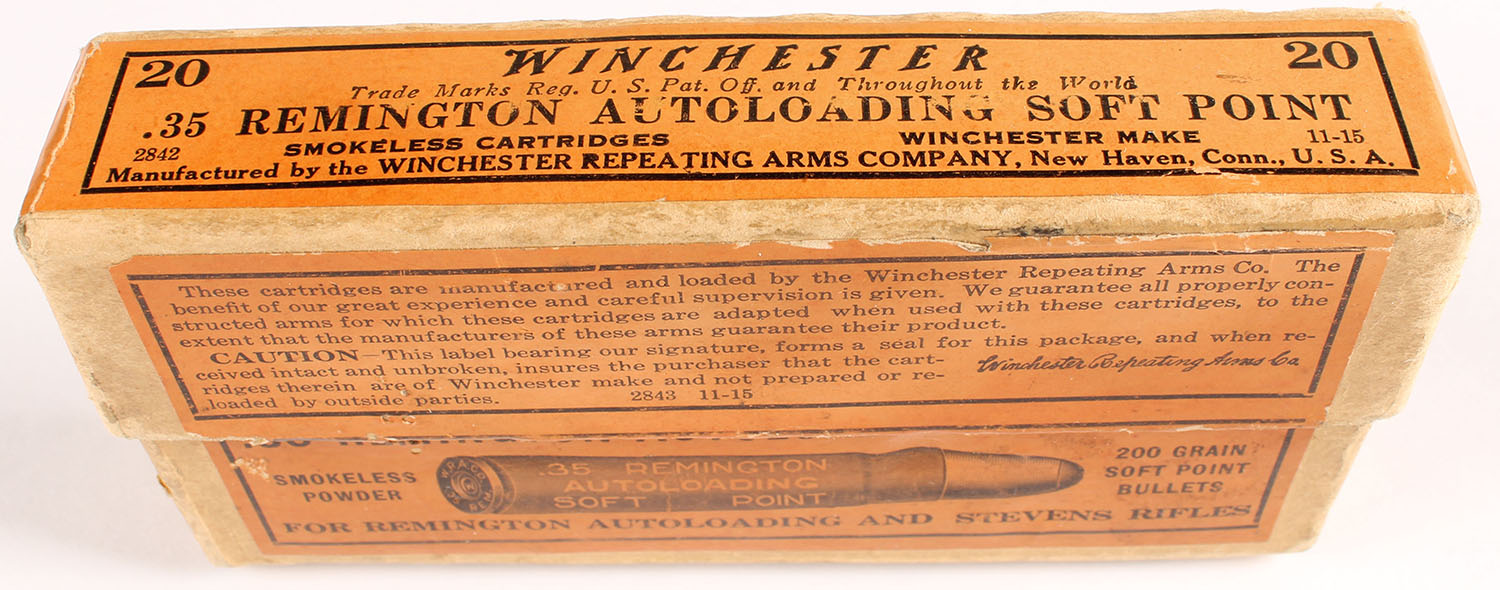 20 WINCHESTER 20
Trade Marks Reg. U. S. Pat. Off. and Throughout the World
.35 REMINGTON AUTOLOADING SOFT POINT
SMOKELESS CARTRIDGES WINCHESTER MAKE
2842 11-15
Manufactured by the WINCHESTER REPEATING ARMS COMPANY, New Haven, Conn., U. S. A.
These cartridges are manufactured and loaded by the Winchester Repeating Arms Co. The
benefit of our great experience and careful supervision is given. We guarantee all properly con-
structed arms for which these cartridges are adapted when used with these cartridges, to the
extent that the manufacturers of these arms guarantee their product.
CAUTION—This label bearing our signature, forms a seal for this package, and when re-
ceived intact and unbroken, insures the purchaser that the cart-
ridges therein are of Winchester make and not prepared or re-
loaded by outside parties.
Winchester Repeating Arms Co.
2843 11-15
SMOKELESS
POWDER
W.R.A.CO.
.35
REM.
.35 REMINGTON
AUTOLOADING
SOFT POINT
200 GRAIN
SOFT POINT
BULLETS
FOR REMINGTON AUTOLOADING AND STEVENS RIFLES